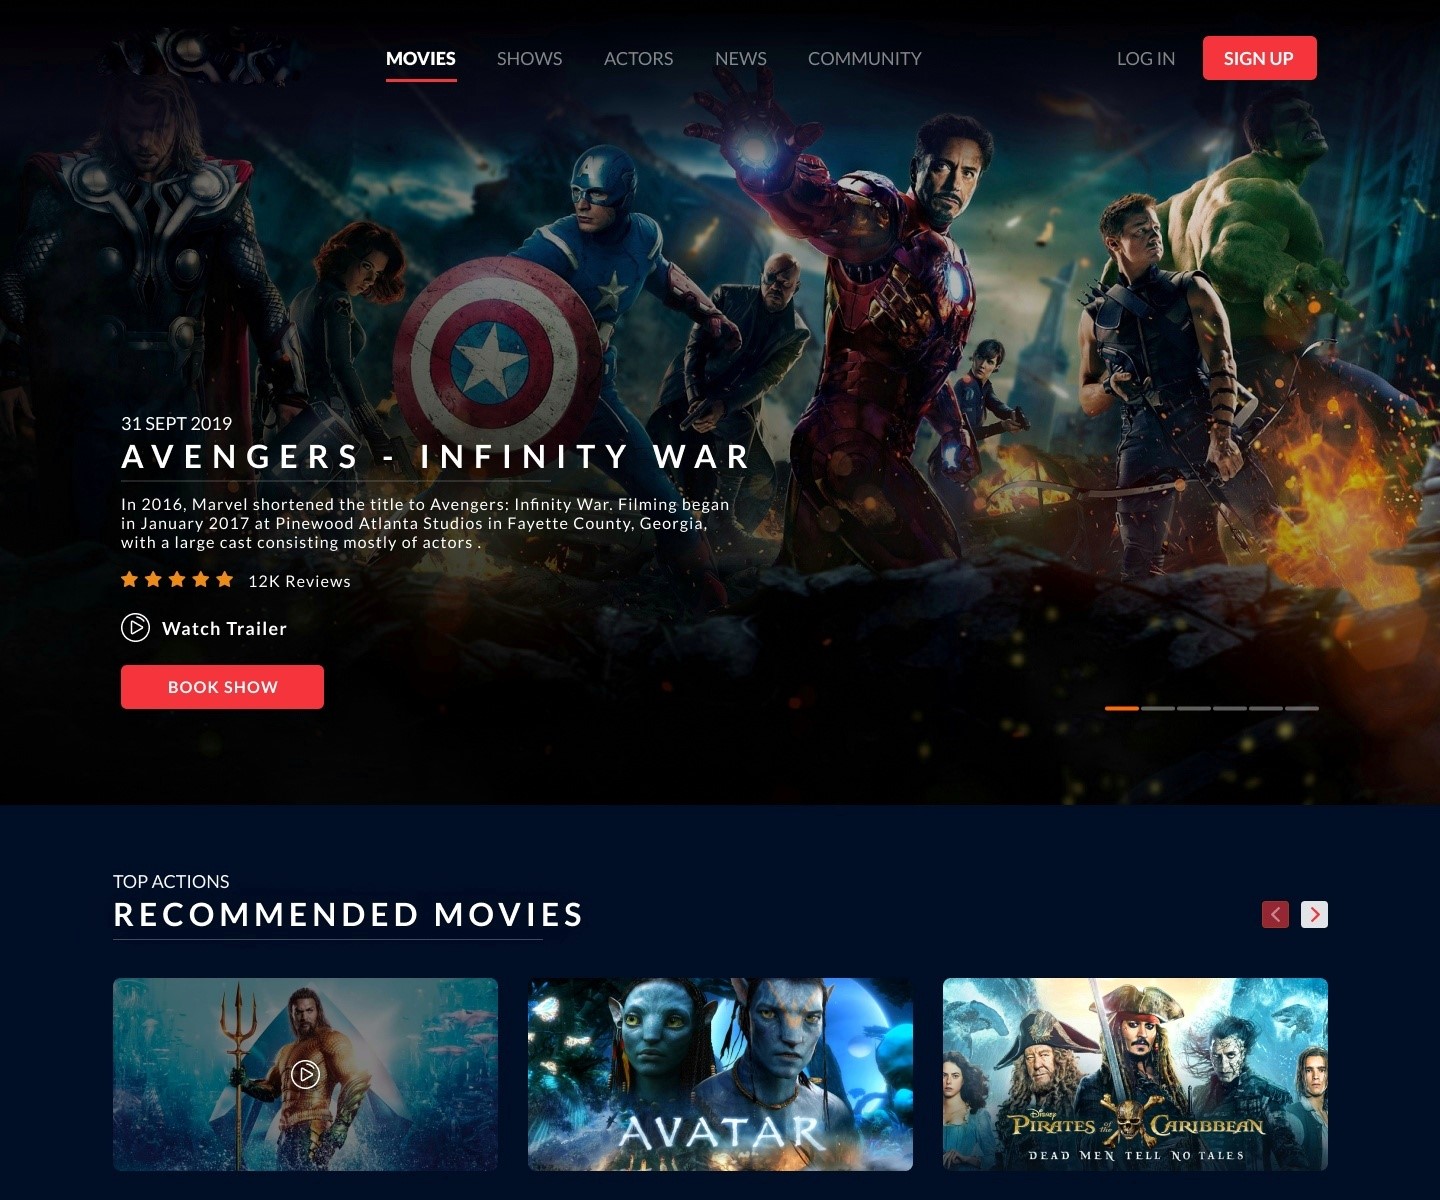 MOVIES SHOWS ACTORS NEWS COMMUNITY LOG IN SIGN UP
31 SEPT 2019
AVENGERS - INFINITY WAR
In 2016, Marvel shortened the title to Avengers: Infinity War. Filming began
in January 2017 at Pinewood Atlanta Studios in Fayette County, Georgia,
with a large cast consisting mostly of actors .
12K Reviews
Watch Trailer
BOOK SHOW
TOP ACTIONS
RECOMMENDED MOVIES
AVATAR
Disney
PIRATES of the CARIBBEAN
DEAD MEN TELL NO TALES